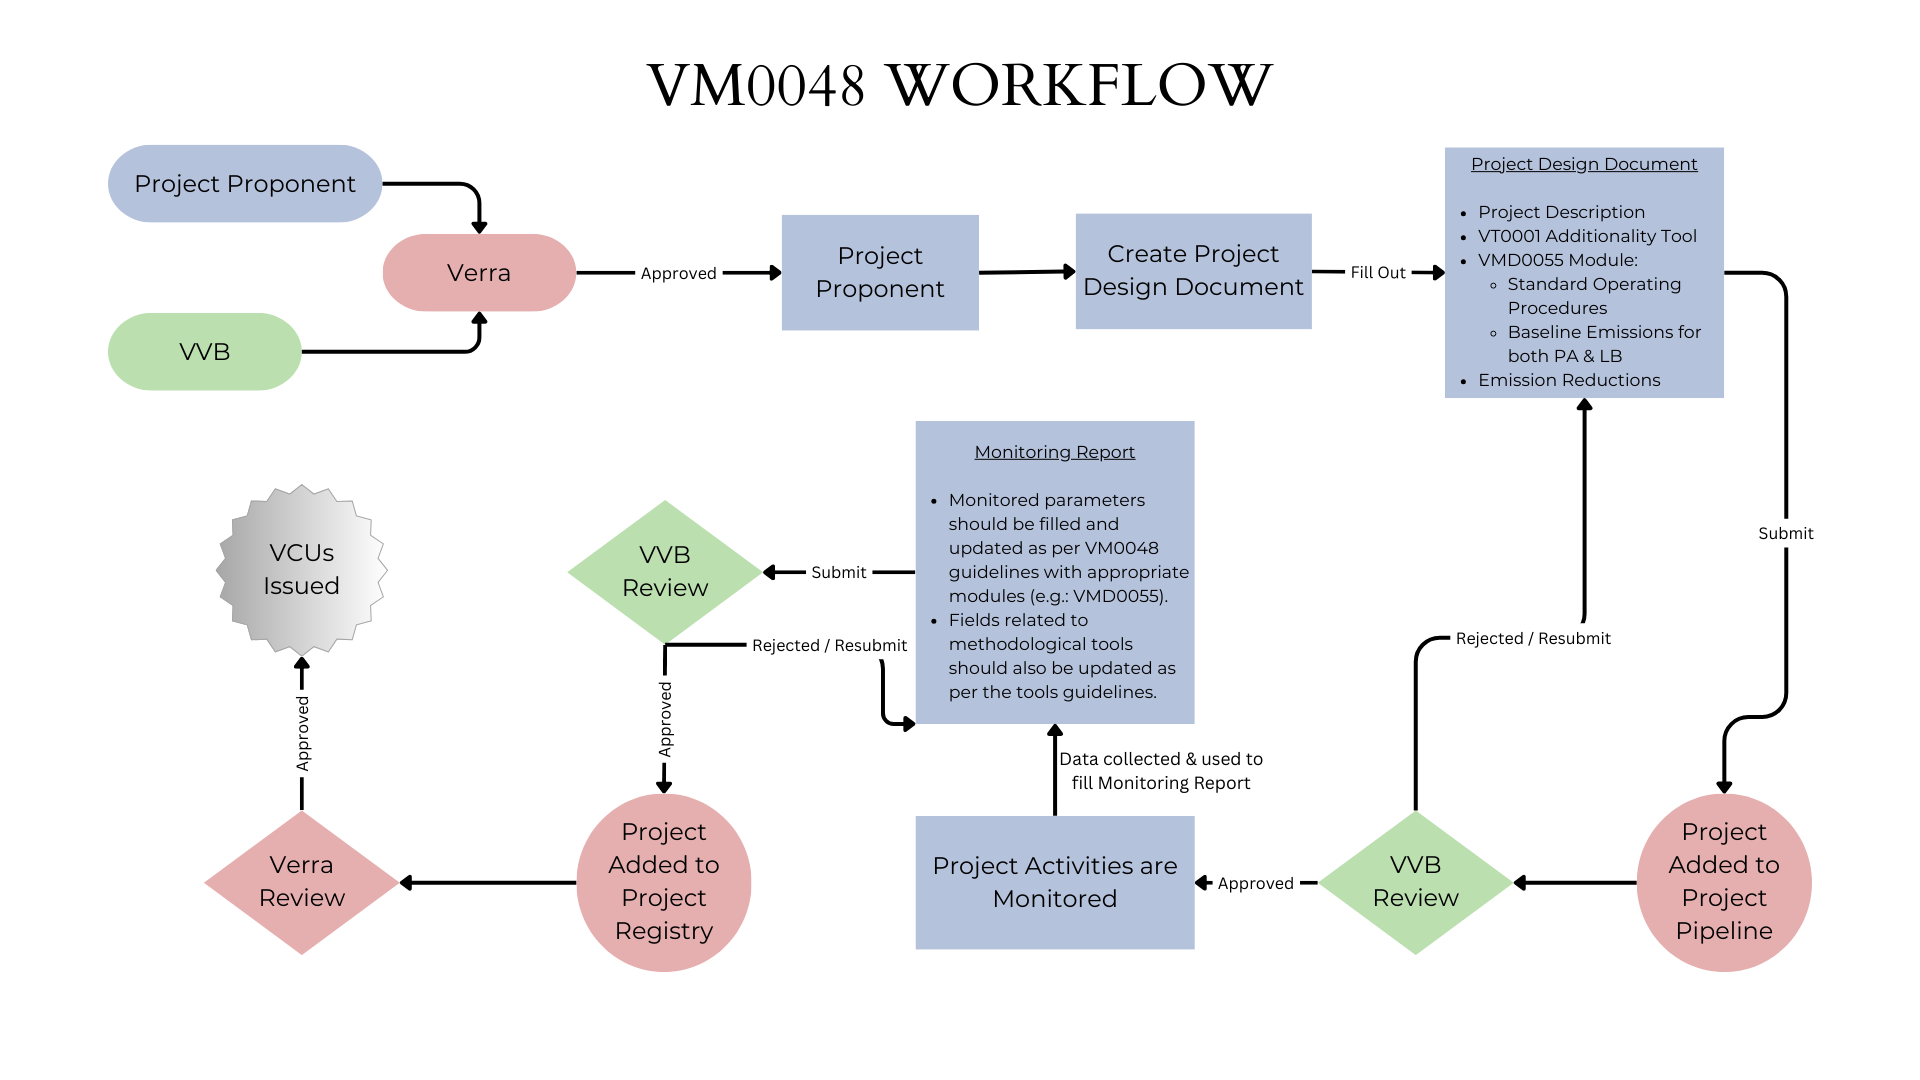 VM0048 WORKFLOW
Project Proponent
Verra
VVB
Approved
Project
Proponent
Create Project
Design Document
Fill Out
Project Design Document
• Project Description
• VT0001 Additionality Tool
• VMD0055 Module:
◦ Standard Operating
Procedures
◦ Baseline Emissions for
both PA & LB
• Emission Reductions
Submit
Project
Added to
Project
Pipeline
VVB
Review
Rejected / Resubmit
Approved
Project Activities are
Monitored
Data collected & used to
fill Monitoring Report
Monitoring Report
• Monitored parameters
should be filled and
updated as per VM0048
guidelines with appropriate
modules (e.g.: VMD0055).
• Fields related to
methodological tools
should also be updated as
per the tools guidelines.
Submit
VVB
Review
Rejected / Resubmit
Approved
Project
Added to
Project
Registry
Verra
Review
Approved
VCUs
Issued